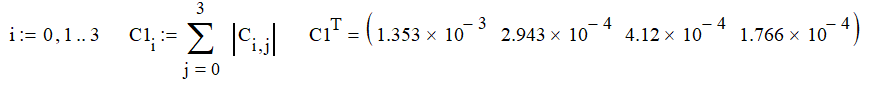 i := 0, 1 .. 3    C1_i := ∑_{j = 0}^{3} |C_{i,j}|    C1^T = ( 1.353 × 10^{- 3}  2.943 × 10^{- 4}  4.12 × 10^{- 4}  1.766 × 10^{- 4} )